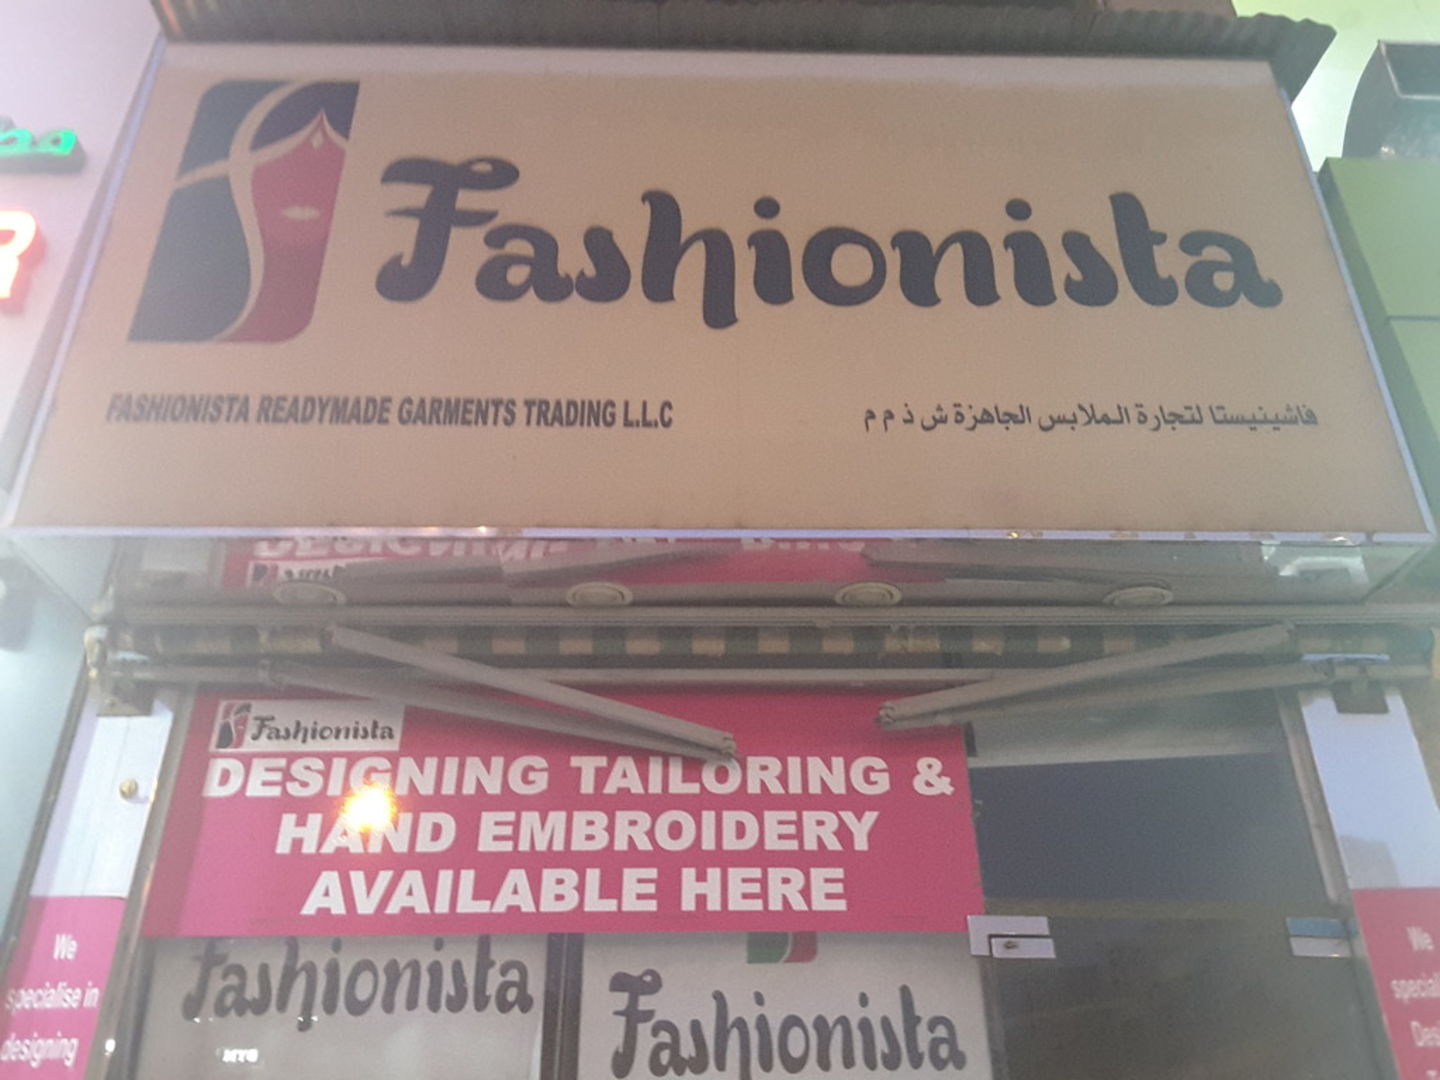 Fashionista
FASHIONISTA READYMADE GARMENTS TRADING L.L.C
فاشينيستا لتجارة الملابس الجاهزة ش ذ م م
Fashionista
DESIGNING TAILORING &
HAND EMBROIDERY
AVAILABLE HERE
Fashionista
Fashionista
We
specialise in
designing
We